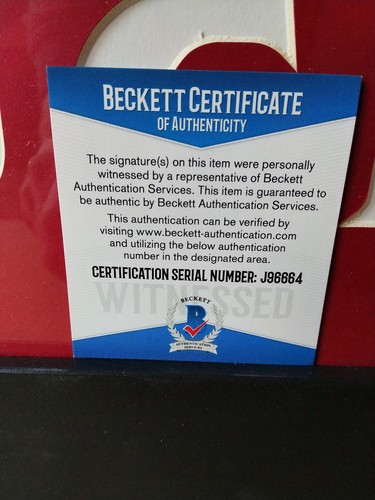 BECKETT CERTIFICATE
OF AUTHENTICITY
The signature(s) on this item were personally
witnessed by a representative of Beckett
Authentication Services. This item is guaranteed to
be authentic by Beckett Authentication Services.
This authentication can be verified by
visiting www.beckett-authentication.com
and utilizing the below authentication
number in the designated area.
CERTIFICATION SERIAL NUMBER: J96664
WITNESSED
BECKETT
B
AUTHENTICATION
SERVICES